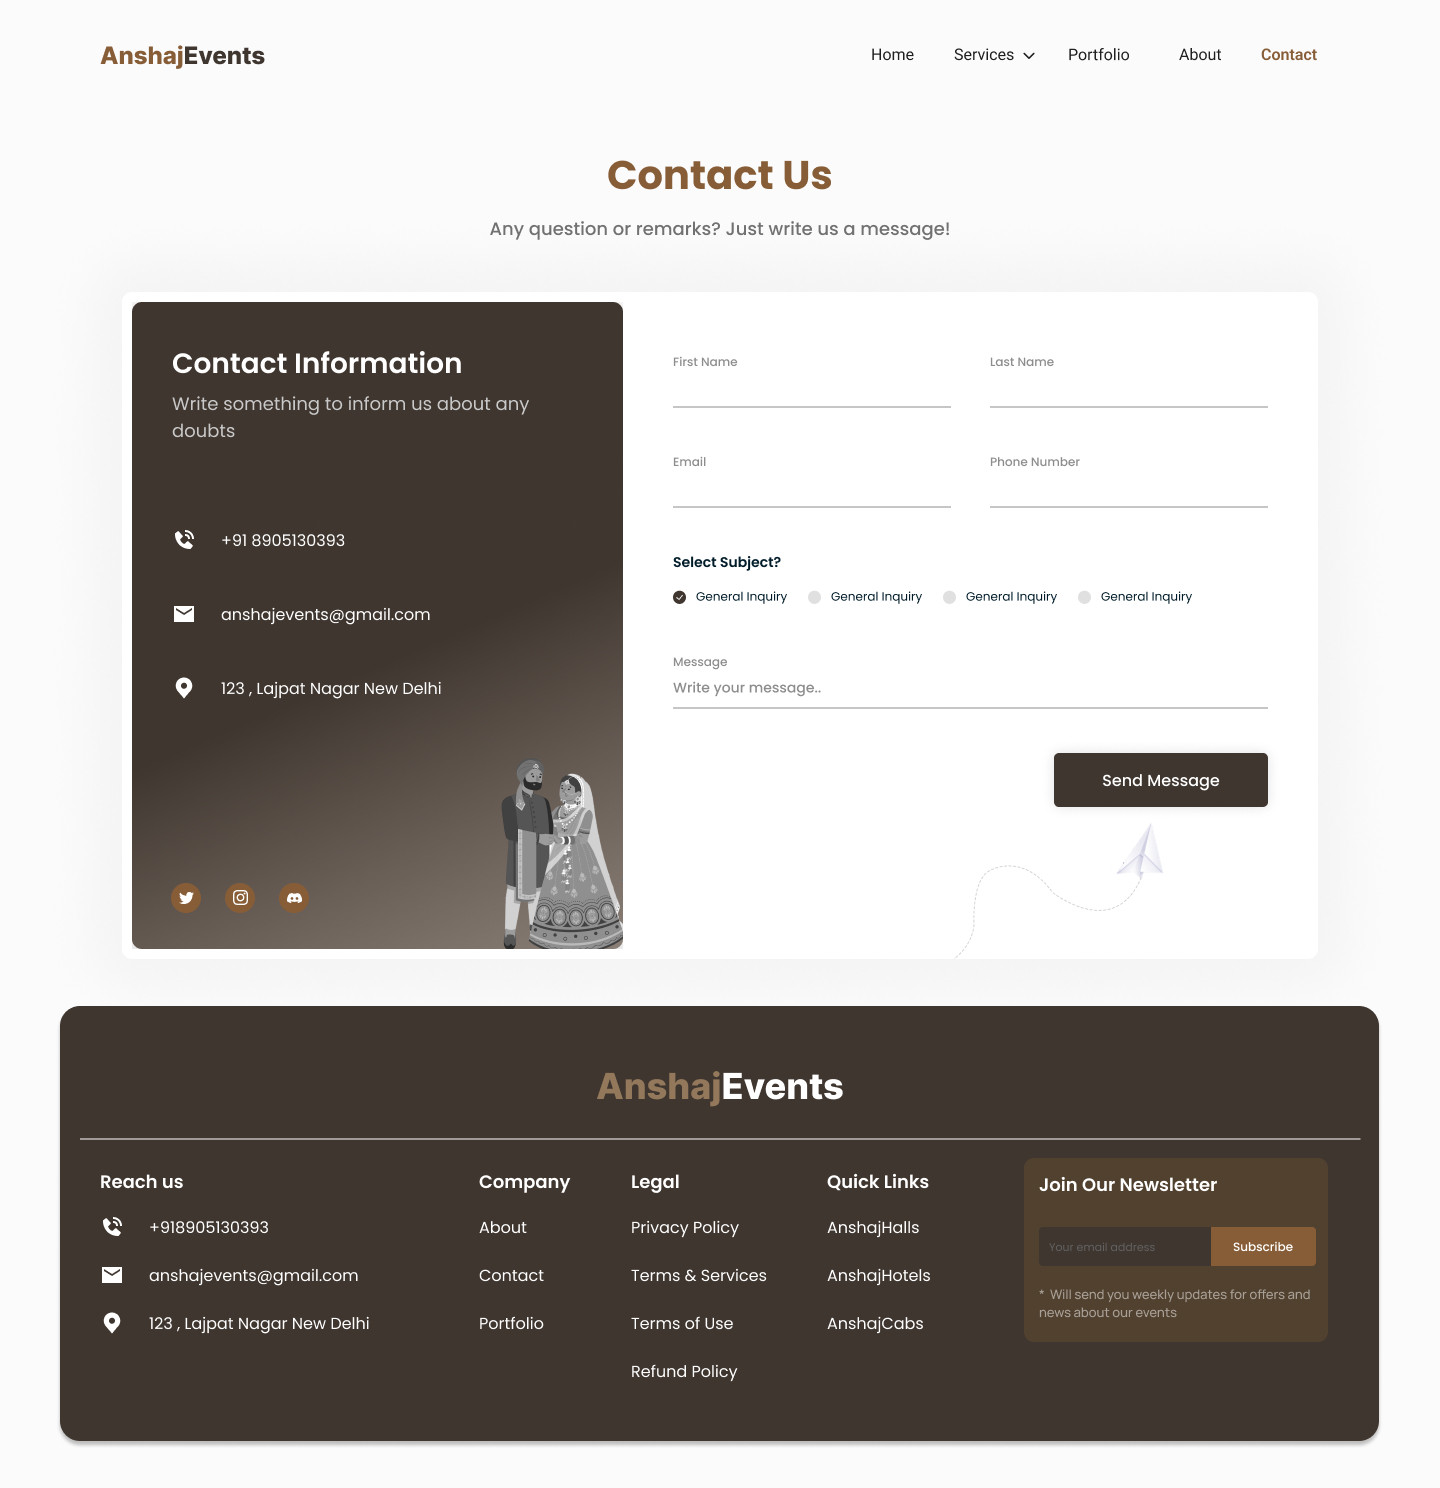 AnshajEvents
Home
Services
Portfolio
About
Contact
Contact Us
Any question or remarks? Just write us a message!
Contact Information
Write something to inform us about any
doubts
+91 8905130393
anshajevents@gmail.com
123 , Lajpat Nagar New Delhi
First Name
Last Name
Email
Phone Number
Select Subject?
General Inquiry
General Inquiry
General Inquiry
General Inquiry
Message
Write your message..
Send Message
AnshajEvents
Reach us
+918905130393
anshajevents@gmail.com
123 , Lajpat Nagar New Delhi
Company
About
Contact
Portfolio
Legal
Privacy Policy
Terms & Services
Terms of Use
Refund Policy
Quick Links
AnshajHalls
AnshajHotels
AnshajCabs
Join Our Newsletter
Your email address
Subscribe
* Will send you weekly updates for offers and
news about our events